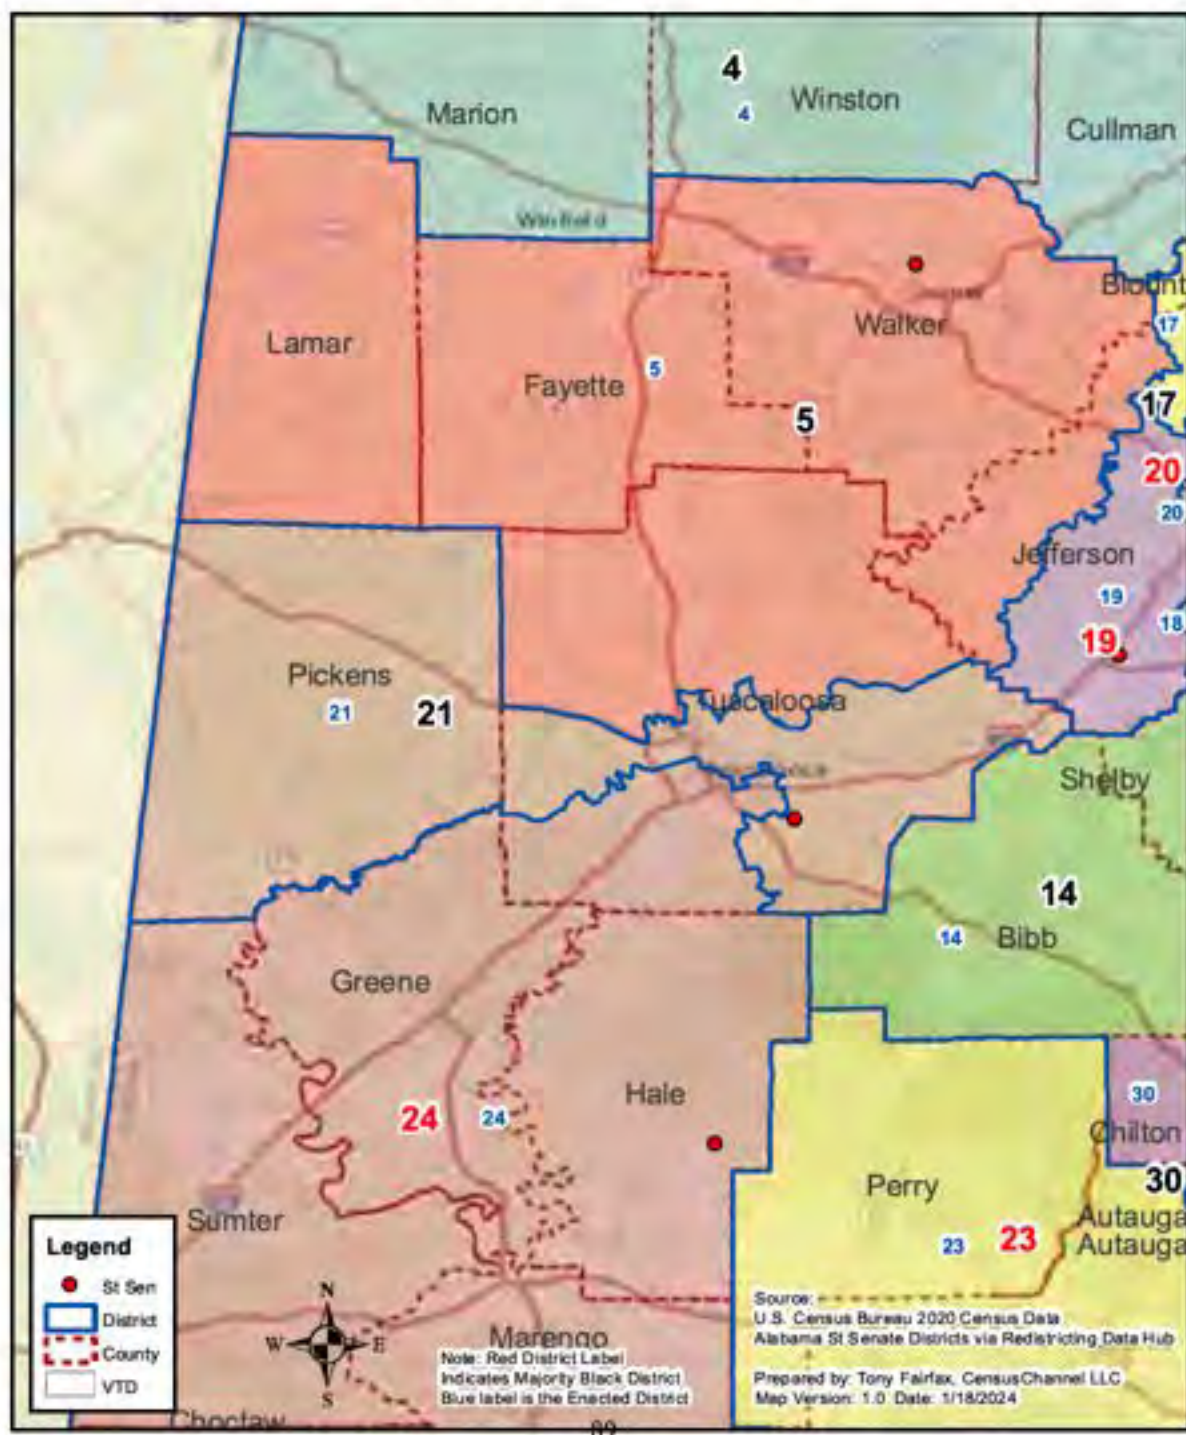 4
Winston
Marion
4
Cullman
Winfield
Blount
17
Walker
Lamar
5
Fayette
17
5
20
20
Jefferson
19
18
19
Pickens
21
21
Tuscaloosa
Shelby
14
14
Bibb
Greene
Hale
24
24
30
Chilton
Perry
30
Autauga
Autauga
23
23
Sumter
Legend
St Sen
District
County
VTD
N
W
E
S
Marengo
Note: Red District Label
Indicates Majority Black District
Blue label is the Enacted District
Source:
U.S. Census Bureau 2020 Census Data
Alabama St Senate Districts via Redistricting Data Hub
Prepared by: Tony Fairfax, CensusChannel LLC
Map Version: 1.0 Date: 1/18/2024
Choctaw